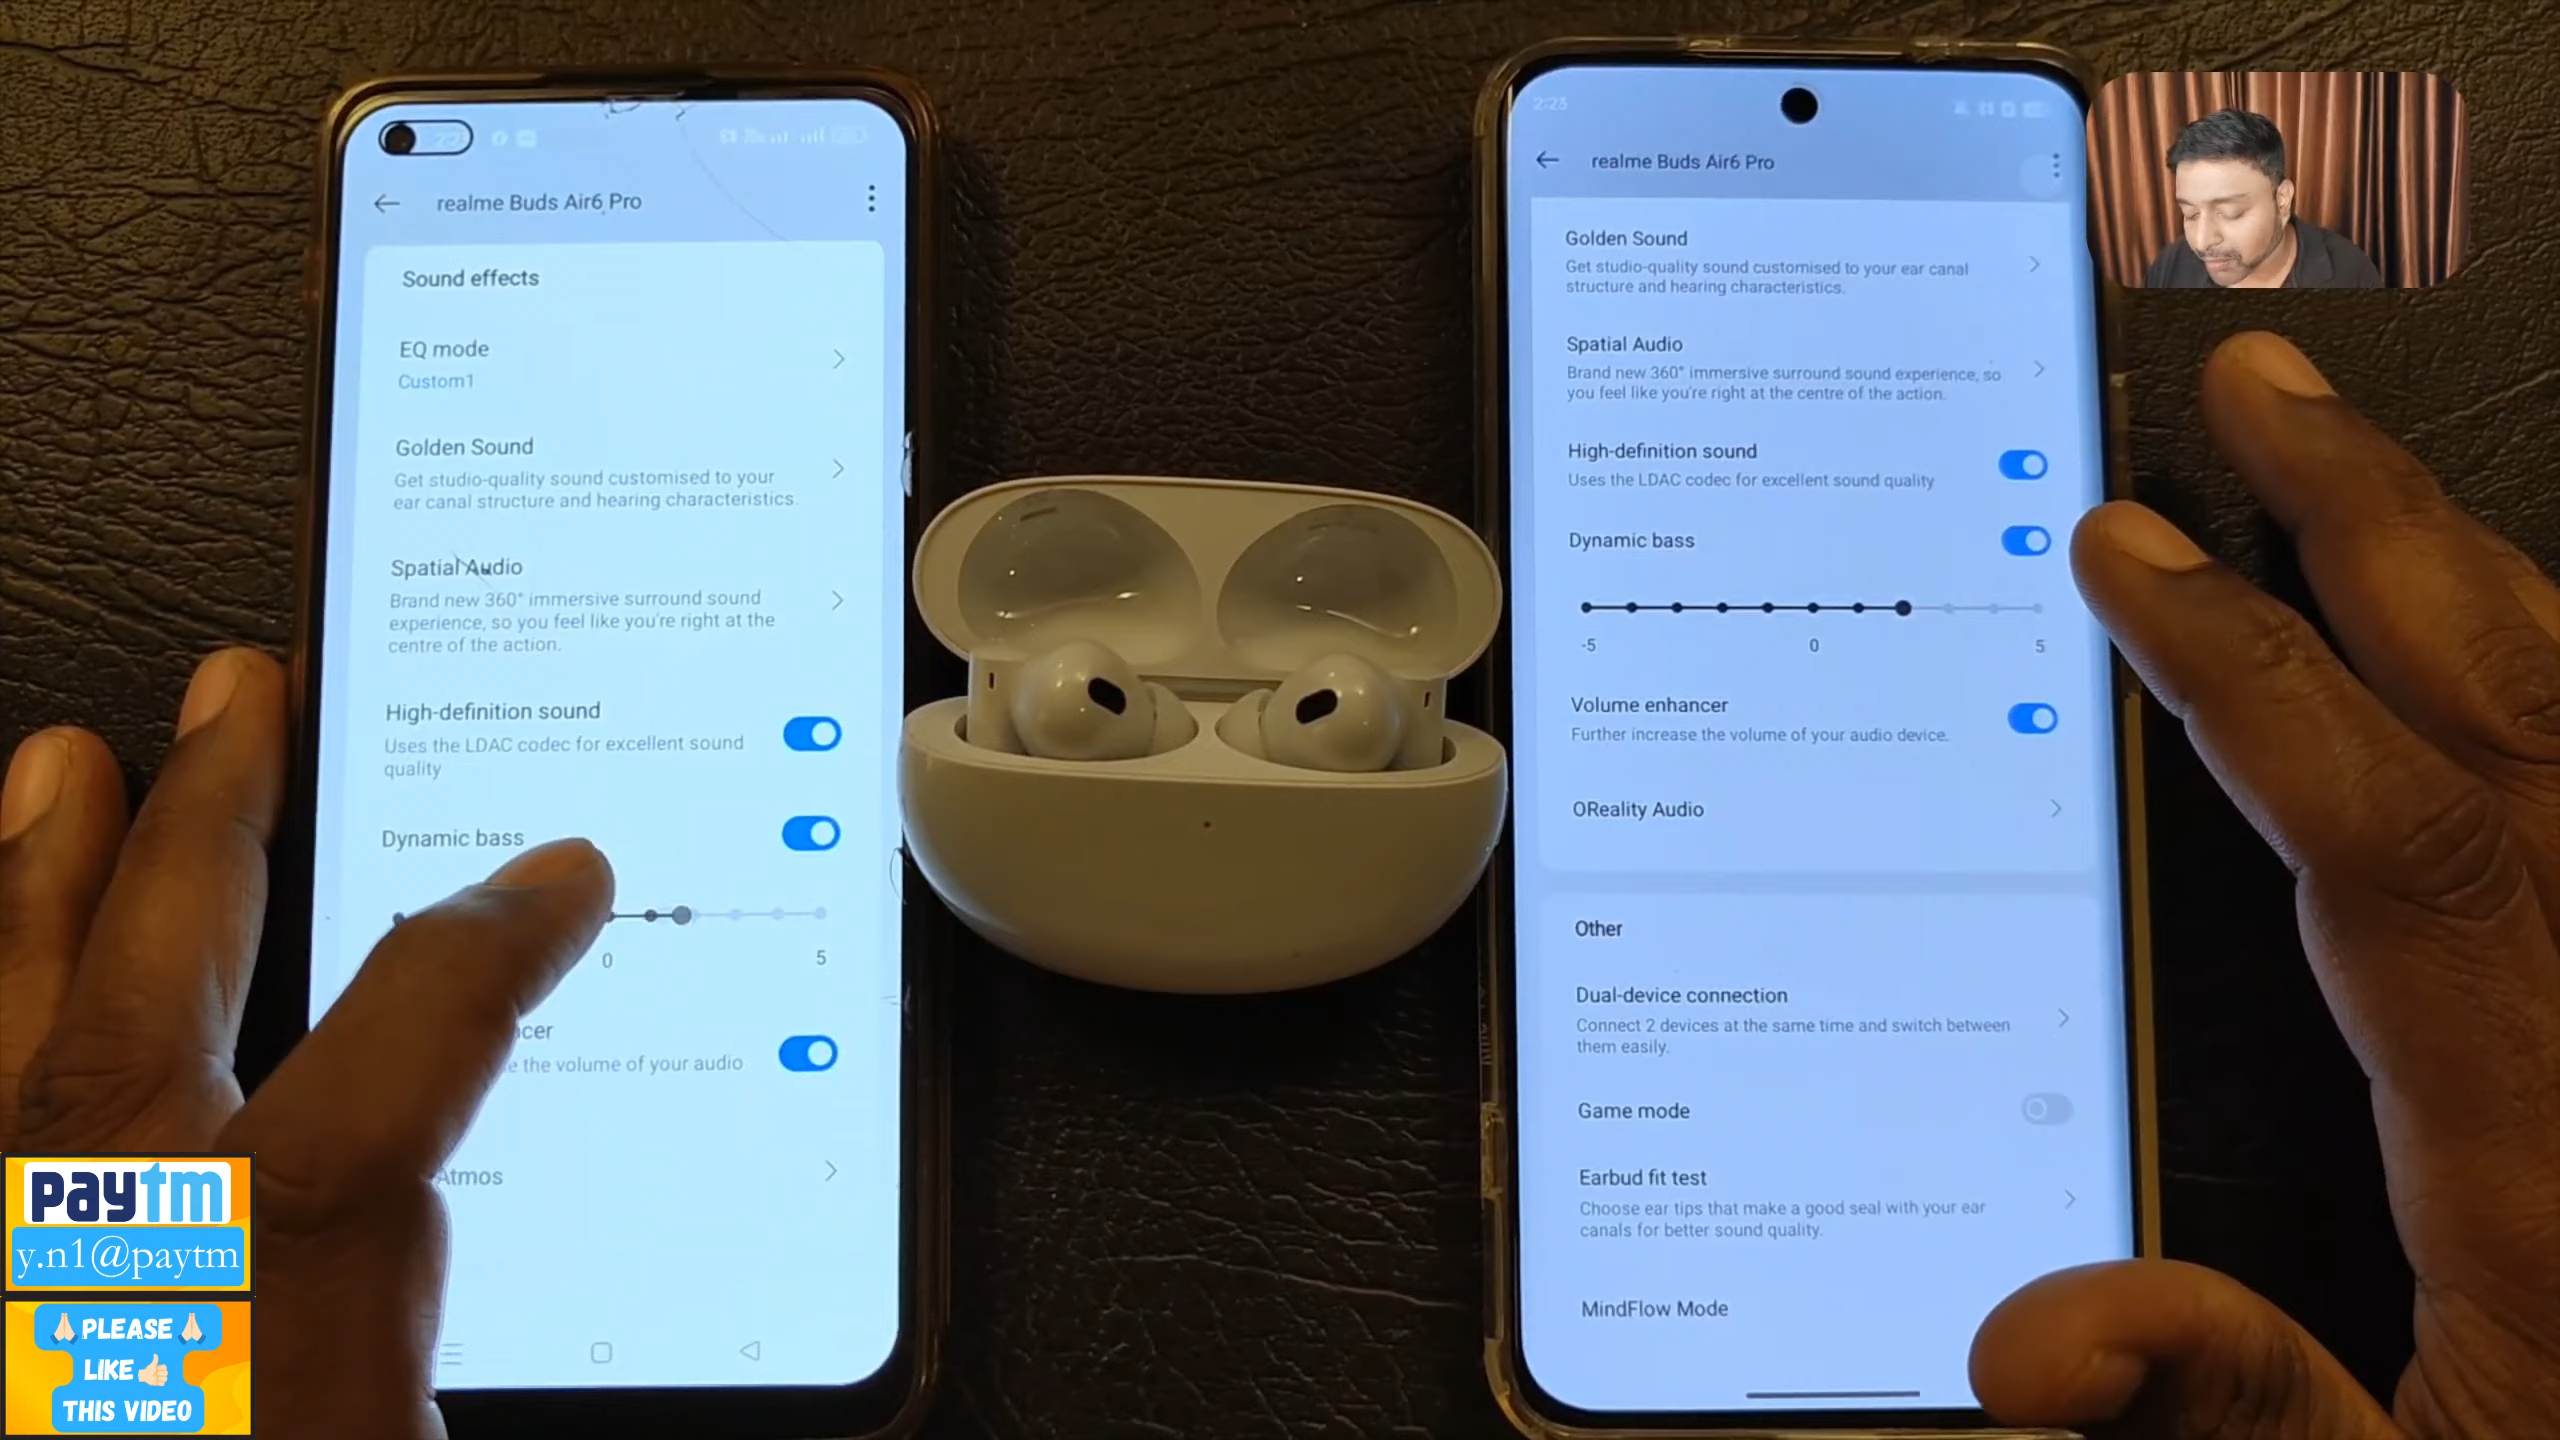 realme Buds Air6 Pro
Sound effects
EQ mode
Custom1
Golden Sound
Get studio-quality sound customised to your
ear canal structure and hearing characteristics.
Spatial Audio
Brand new 360° immersive surround sound
experience, so you feel like you're right at the
centre of the action.
High-definition sound
Uses the LDAC codec for excellent sound
quality
Dynamic bass
0 5
the volume of your audio
Atmos
2:23
realme Buds Air6 Pro
Golden Sound
Get studio-quality sound customised to your ear canal
structure and hearing characteristics.
Spatial Audio
Brand new 360° immersive surround sound experience, so
you feel like you're right at the centre of the action.
High-definition sound
Uses the LDAC codec for excellent sound quality
Dynamic bass
-5 0 5
Volume enhancer
Further increase the volume of your audio device.
OReality Audio
Other
Dual-device connection
Connect 2 devices at the same time and switch between
them easily.
Game mode
Earbud fit test
Choose ear tips that make a good seal with your ear
canals for better sound quality.
MindFlow Mode
paytm
y.n1@paytm
PLEASE
LIKE
THIS VIDEO